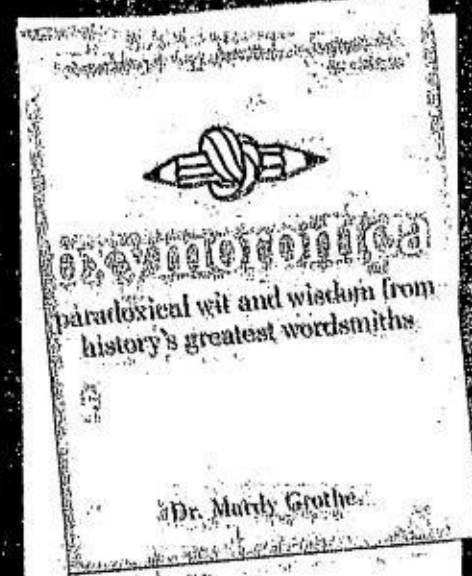 oxymoronica
paradoxical wit and wisdom from
history's greatest wordsmiths
Dr. Mardy Grothe